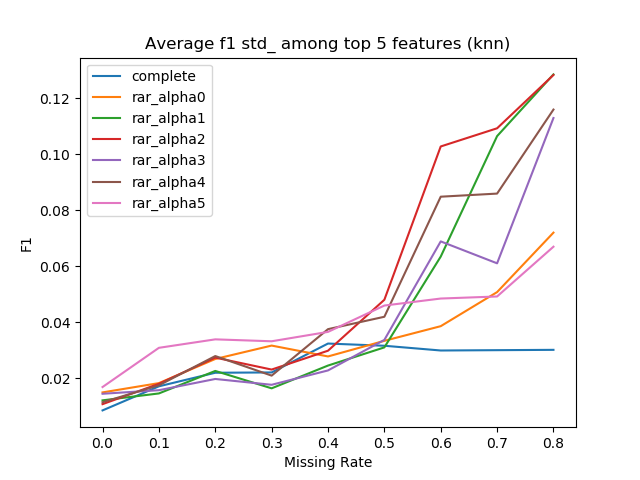 Average f1 std_ among top 5 features (knn)
complete
rar_alpha0
rar_alpha1
rar_alpha2
rar_alpha3
rar_alpha4
rar_alpha5
0.12
0.10
0.08
0.06
0.04
0.02
F1
0.0 0.1 0.2 0.3 0.4 0.5 0.6 0.7 0.8
Missing Rate